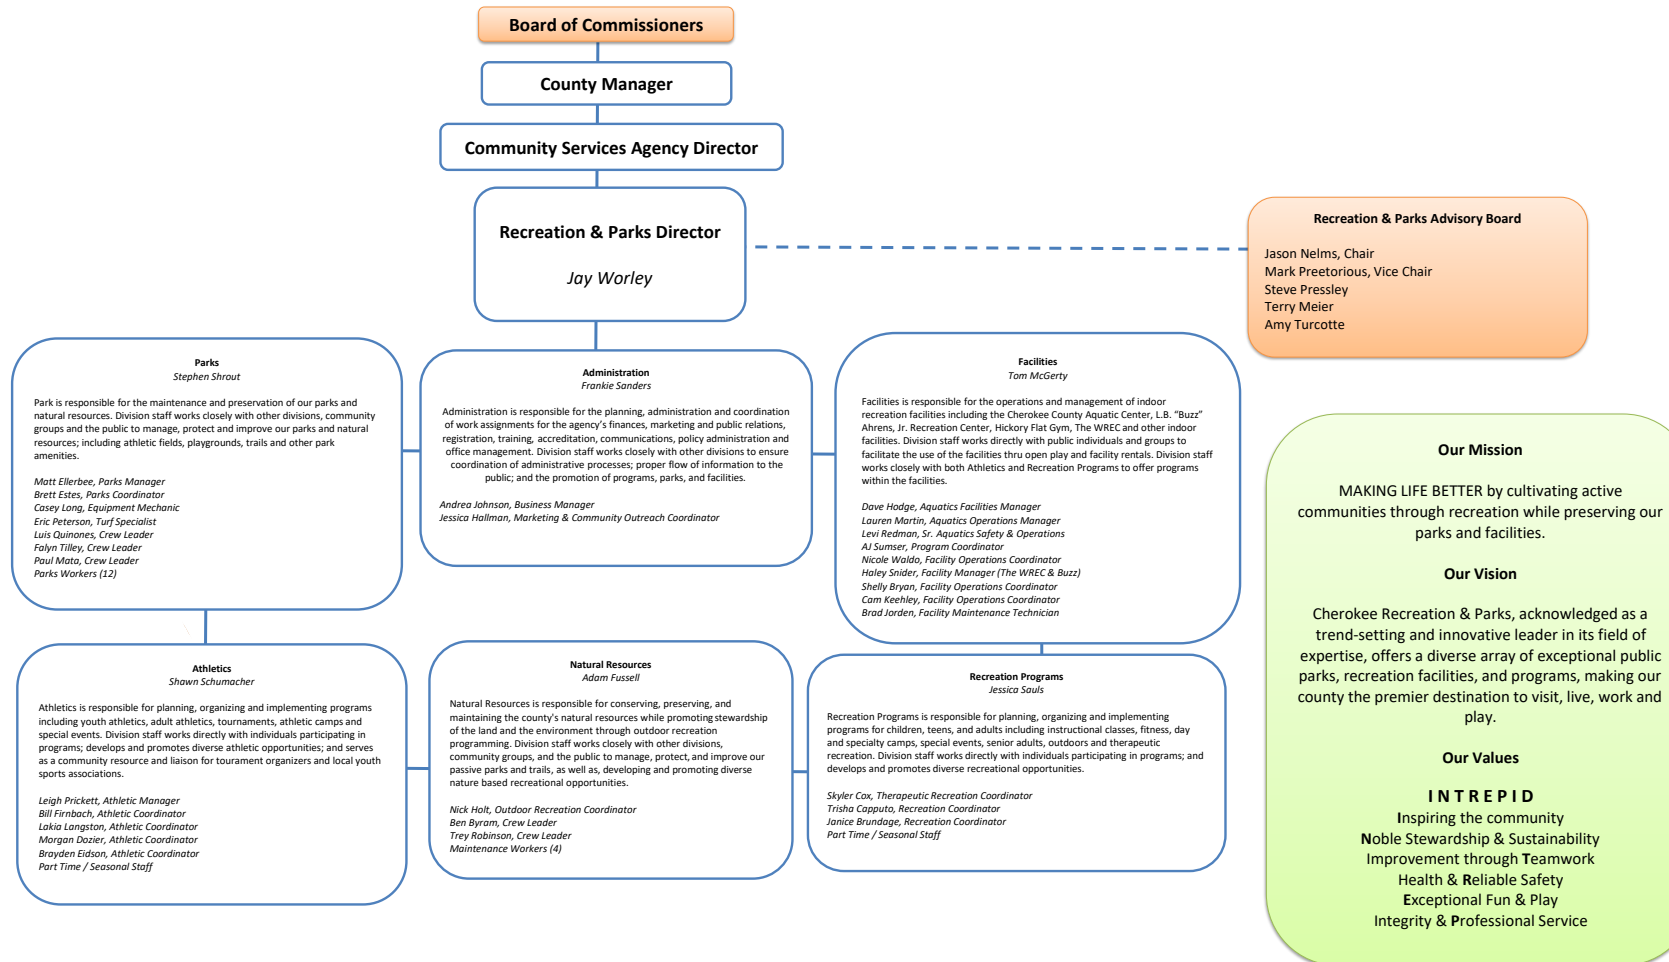 Board of Commissioners
County Manager
Community Services Agency Director
Recreation & Parks Director
Jay Worley
Recreation & Parks Advisory Board
Jason Nelms, Chair
Mark Preetorious, Vice Chair
Steve Pressley
Terry Meier
Amy Turcotte
Parks
Stephen Shrout
Park is responsible for the maintenance and preservation of our parks and
natural resources. Division staff works closely with other divisions, community
groups and the public to manage, protect and improve our parks and natural
resources; including athletic fields, playgrounds, trails and other park
amenities.
Matt Ellerbee, Parks Manager
Brett Estes, Parks Coordinator
Casey Long, Equipment Mechanic
Eric Peterson, Turf Specialist
Luis Quinones, Crew Leader
Falyn Tilley, Crew Leader
Paul Mata, Crew Leader
Parks Workers (12)
Administration
Frankie Sanders
Administration is responsible for the planning, administration and coordination
of work assignments for the agency's finances, marketing and public relations,
registration, training, accreditation, communications, policy administration and
office management. Division staff works closely with other divisions to ensure
coordination of administrative processes; proper flow of information to the
public; and the promotion of programs, parks, and facilities.
Andrea Johnson, Business Manager
Jessica Hallman, Marketing & Community Outreach Coordinator
Facilities
Tom McGerty
Facilities is responsible for the operations and management of indoor
recreation facilities including the Cherokee County Aquatic Center, L.B. “Buzz”
Ahrens, Jr. Recreation Center, Hickory Flat Gym, The WREC and other indoor
facilities. Division staff works directly with public individuals and groups to
facilitate the use of the facilities thru open play and facility rentals. Division staff
works closely with both Athletics and Recreation Programs to offer programs
within the facilities.
Dave Hodge, Aquatics Facilities Manager
Lauren Martin, Aquatics Operations Manager
Levi Redman, Sr. Aquatics Safety & Operations
AJ Sumser, Program Coordinator
Nicole Waldo, Facility Operations Coordinator
Haley Snider, Facility Manager (The WREC & Buzz)
Shelly Bryan, Facility Operations Coordinator
Cam Keehley, Facility Operations Coordinator
Brad Jorden, Facility Maintenance Technician
Athletics
Shawn Schumacher
Athletics is responsible for planning, organizing and implementing programs
including youth athletics, adult athletics, tournaments, athletic camps and
special events. Division staff works directly with individuals participating in
programs; develops and promotes diverse athletic opportunities; and serves
as a community resource and liaison for tourament organizers and local youth
sports associations.
Leigh Prickett, Athletic Manager
Bill Firnbach, Athletic Coordinator
Lakia Langston, Athletic Coordinator
Morgan Dozier, Athletic Coordinator
Brayden Eidson, Athletic Coordinator
Part Time / Seasonal Staff
Natural Resources
Adam Fussell
Natural Resources is responsible for conserving, preserving, and
maintaining the county's natural resources while promoting stewardship
of the land and the environment through outdoor recreation
programming. Division staff works closely with other divisions,
community groups, and the public to manage, protect, and improve our
passive parks and trails, as well as, developing and promoting diverse
nature based recreational opportunities.
Nick Holt, Outdoor Recreation Coordinator
Ben Byram, Crew Leader
Trey Robinson, Crew Leader
Maintenance Workers (4)
Recreation Programs
Jessica Sauls
Recreation Programs is responsible for planning, organizing and implementing
programs for children, teens, and adults including instructional classes, fitness, day
and specialty camps, special events, senior adults, outdoors and therapeutic
recreation. Division staff works directly with individuals participating in programs; and
develops and promotes diverse recreational opportunities.
Skyler Cox, Therapeutic Recreation Coordinator
Trisha Capputo, Recreation Coordinator
Janice Brundage, Recreation Coordinator
Part Time / Seasonal Staff
Our Mission
MAKING LIFE BETTER by cultivating active
communities through recreation while preserving our
parks and facilities.
Our Vision
Cherokee Recreation & Parks, acknowledged as a
trend-setting and innovative leader in its field of
expertise, offers a diverse array of exceptional public
parks, recreation facilities, and programs, making our
county the premier destination to visit, live, work and
play.
Our Values
I N T R E P I D
Inspiring the community
Noble Stewardship & Sustainability
Improvement through Teamwork
Health & Reliable Safety
Exceptional Fun & Play
Integrity & Professional Service